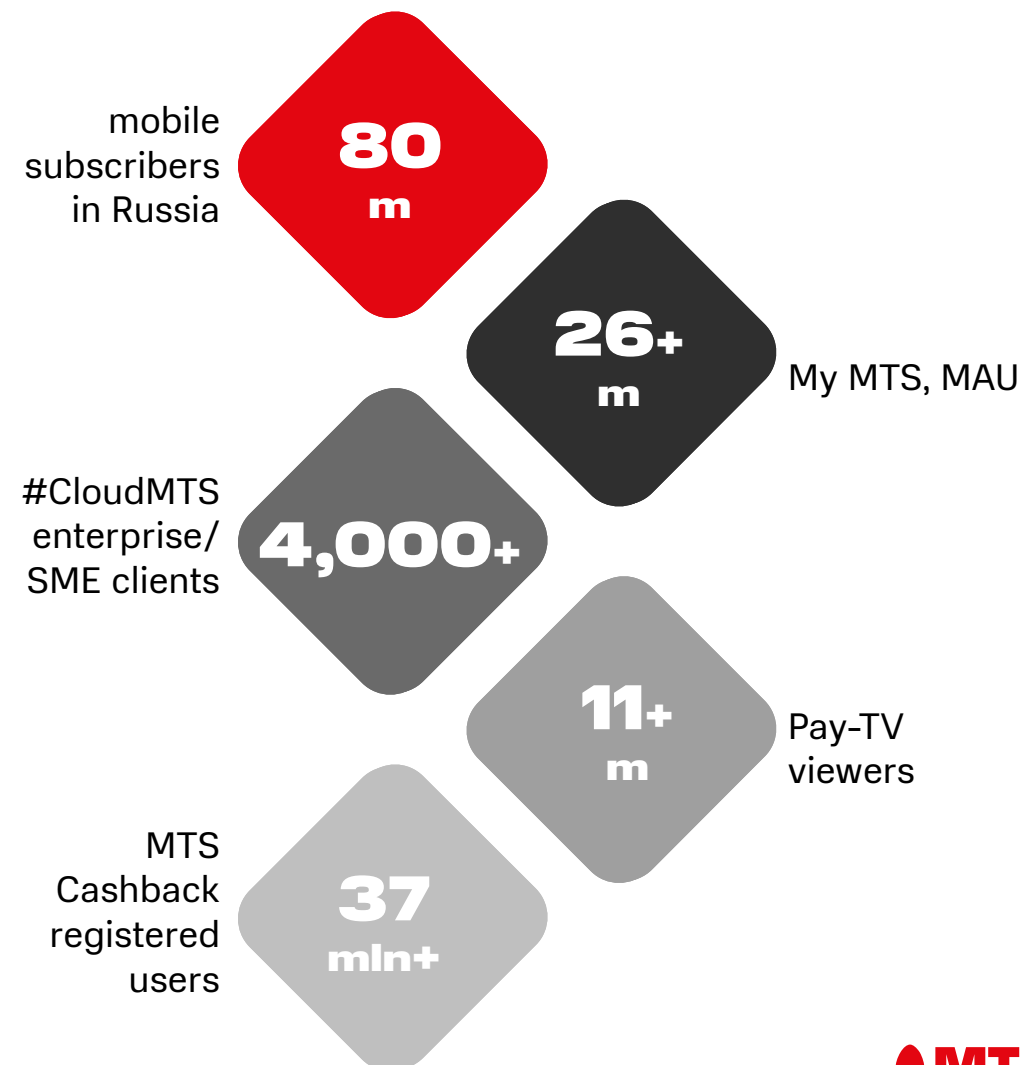 mobile
subscribers
in Russia
80
m
26+
m
My MTS, MAU
#CloudMTS
enterprise/
SME clients
4,000+
11+
m
Pay-TV
viewers
MTS
Cashback
registered
users
37
mln+